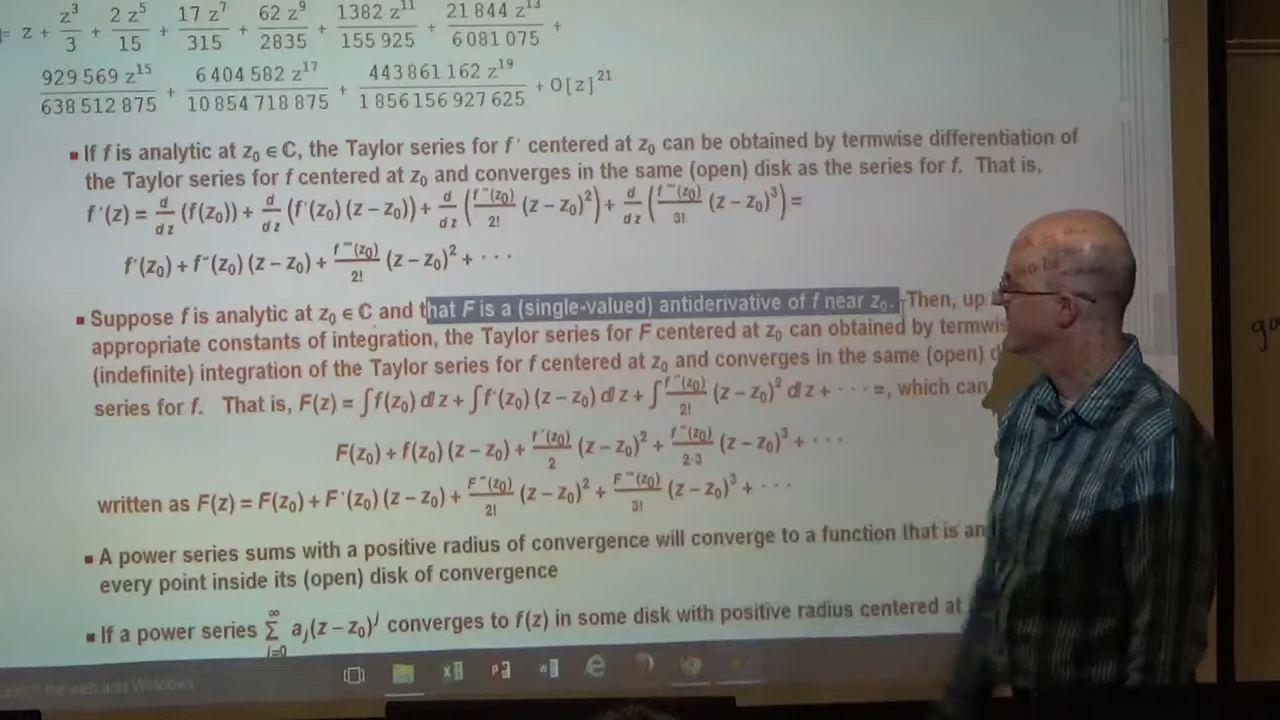 = z + z³/3 + 2 z⁵/15 + 17 z⁷/315 + 62 z⁹/2835 + 1382 z¹¹/155 925 + 21 844 z¹³/6 081 075 +
929 569 z¹⁵/638 512 875 + 6 404 582 z¹⁷/10 854 718 875 + 443 861 162 z¹⁹/1 856 156 927 625 + O[z]²¹
▪ If f is analytic at z₀ ∈ C, the Taylor series for f' centered at z₀ can be obtained by termwise differentiation of
the Taylor series for f centered at z₀ and converges in the same (open) disk as the series for f. That is,
f'(z) = d/dz (f(z₀)) + d/dz (f'(z₀) (z − z₀)) + d/dz (f''(z₀)/2! (z − z₀)²) + d/dz (f'''(z₀)/3! (z − z₀)³) =
f'(z₀) + f''(z₀) (z − z₀) + f'''(z₀)/2! (z − z₀)² + ···
▪ Suppose f is analytic at z₀ ∈ C and that F is a (single-valued) antiderivative of f near z₀. Then, up
appropriate constants of integration, the Taylor series for F centered at z₀ can obtained by termwis
(indefinite) integration of the Taylor series for f centered at z₀ and converges in the same (open) d
series for f. That is, F(z) = ∫f(z₀) dz + ∫f'(z₀) (z − z₀) dz + ∫f''(z₀)/2! (z − z₀)² dz + ··· =, which can
F(z₀) + f(z₀) (z − z₀) + f'(z₀)/2 (z − z₀)² + f''(z₀)/2·3 (z − z₀)³ + ···
written as F(z) = F(z₀) + F'(z₀) (z − z₀) + F''(z₀)/2! (z − z₀)² + F'''(z₀)/3! (z − z₀)³ + ···
▪ A power series sums with a positive radius of convergence will converge to a function that is an
every point inside its (open) disk of convergence
▪ If a power series ∞∑j=0 aⱼ(z − z₀)ʲ converges to f(z) in some disk with positive radius centered at
the web and Windows